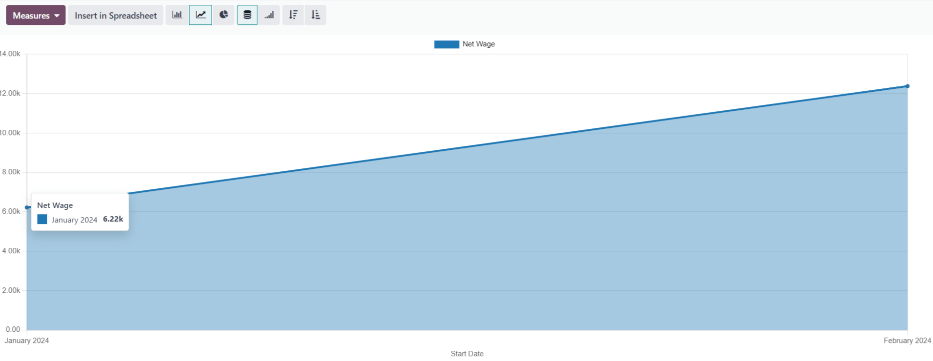 Measures Insert in Spreadsheet
Net Wage
14.00k
12.00k
10.00k
8.00k
6.00k
4.00k
2.00k
0.00
Net Wage
January 2024 6.22k
January 2024 February 2024
Start Date